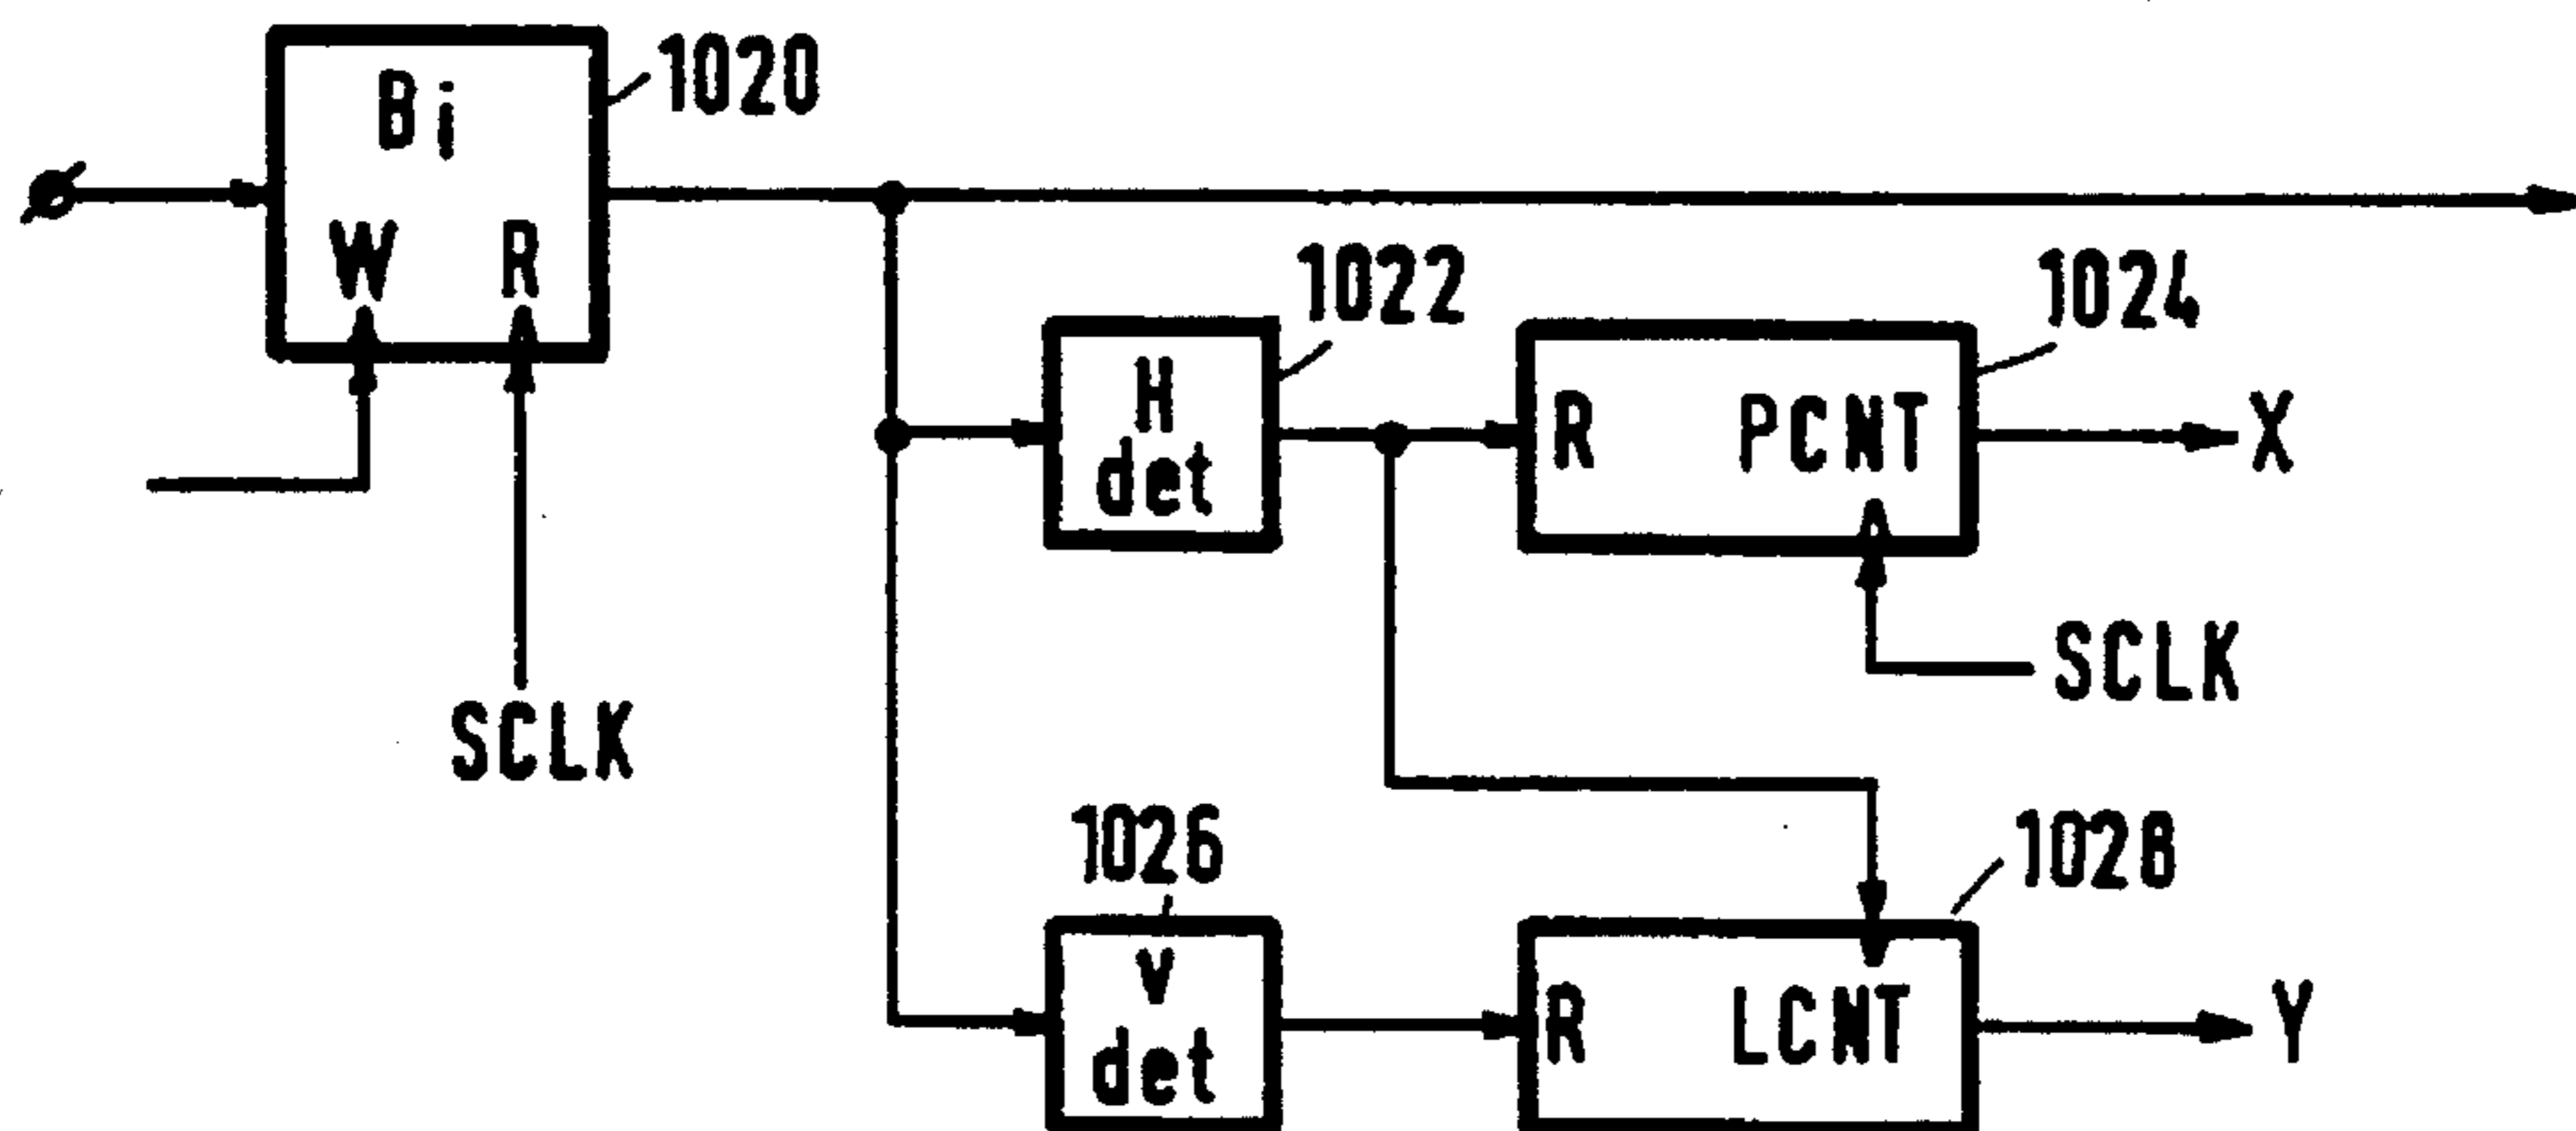 Bi
1020
W R
SCLK
H
det
1022
R PCNT
1024
X
SCLK
1026
V
det
R LCNT
1028
Y